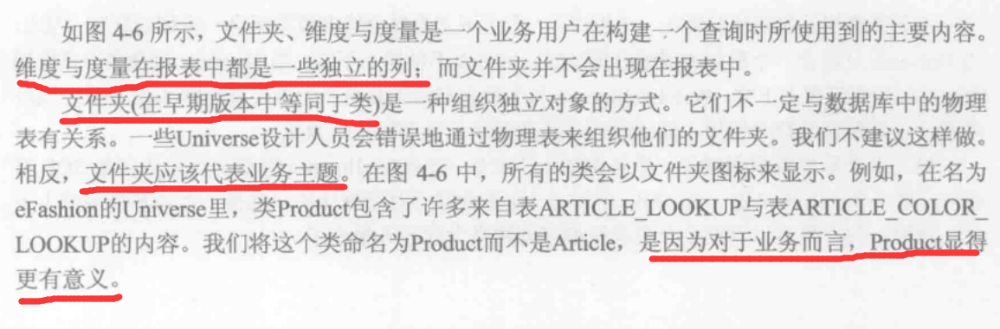 如图 4-6 所示，文件夹、维度与度量是一个业务用户在构建一个查询时所使用到的主要内容。
维度与度量在报表中都是一些独立的列；而文件夹并不会出现在报表中。
文件夹(在早期版本中等同于类)是一种组织独立对象的方式。它们不一定与数据库中的物理
表有关系。一些Universe设计人员会错误地通过物理表来组织他们的文件夹。我们不建议这样做。
相反，文件夹应该代表业务主题。在图 4-6 中，所有的类会以文件夹图标来显示。例如，在名为
eFashion的Universe里，类Product包含了许多来自表ARTICLE_LOOKUP与表ARTICLE_COLOR_
LOOKUP的内容。我们将这个类命名为Product而不是Article，是因为对于业务而言，Product显得
更有意义。